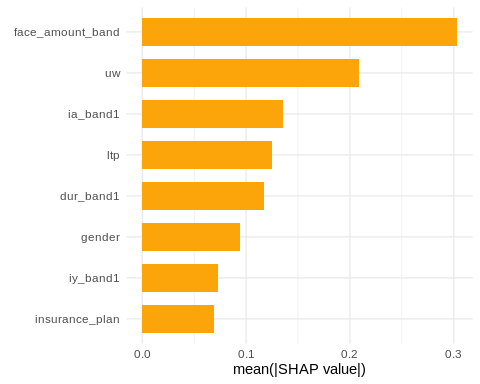 face_amount_band
uw
ia_band1
ltp
dur_band1
gender
iy_band1
insurance_plan
0.0 0.1 0.2 0.3
mean(|SHAP value|)